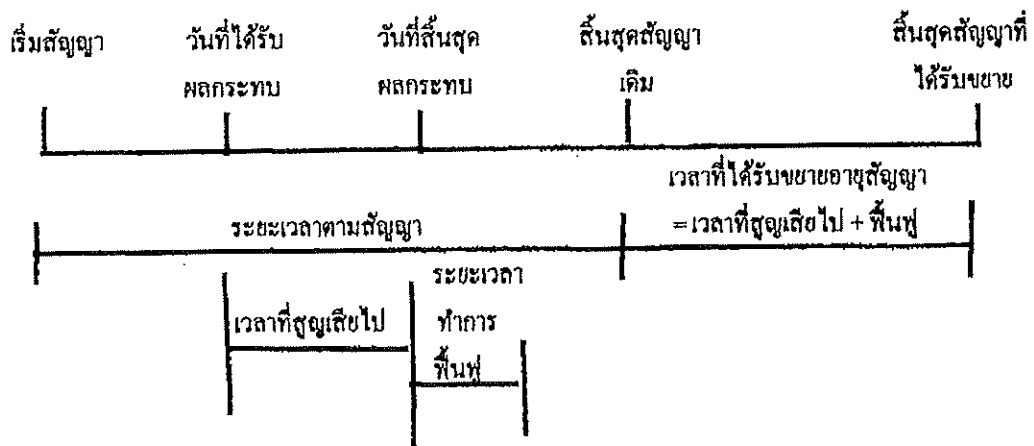 เริ่มสัญญา
วันที่ได้รับ
ผลกระทบ
วันที่สิ้นสุด
ผลกระทบ
สิ้นสุดสัญญา
เดิม
สิ้นสุดสัญญาที่
ได้รับขยาย
เวลาที่ได้รับขยายอายุสัญญา
=เวลาที่สูญเสียไป + ฟื้นฟู
ระยะเวลาตามสัญญา
เวลาที่สูญเสียไป
ระยะเวลา
ทำการ
ฟื้นฟู